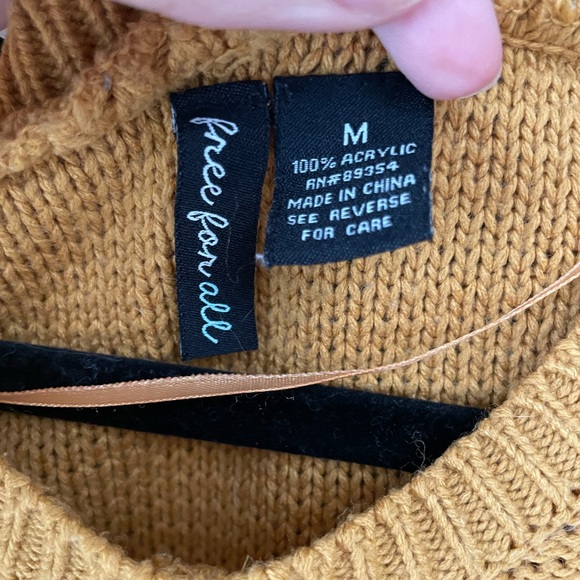 free for all
M
100% ACRYLIC
RN#89354
MADE IN CHINA
SEE REVERSE
FOR CARE